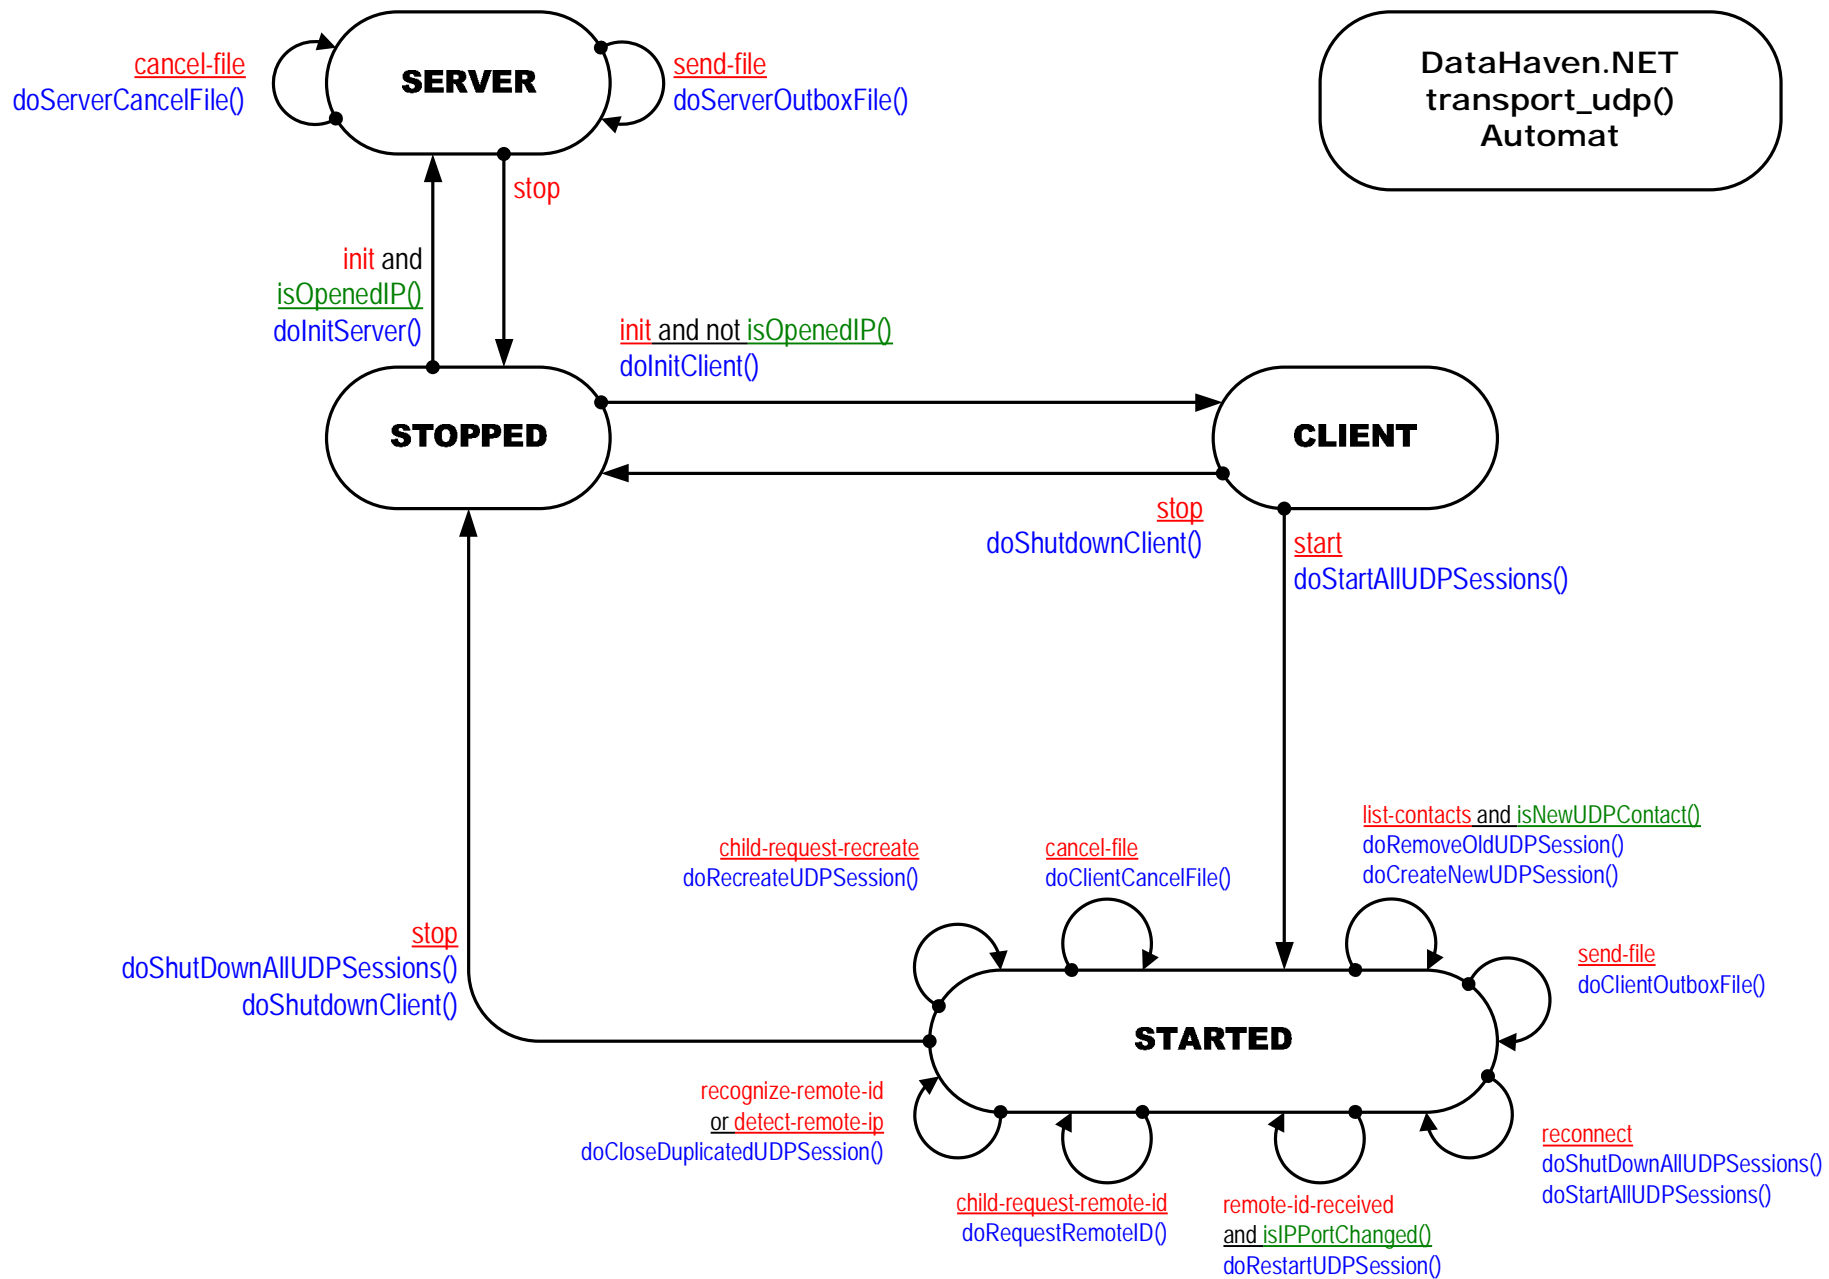 DataHaven.NET
transport_udp()
Automat
cancel-file
doServerCancelFile()
SERVER
send-file
doServerOutboxFile()
stop
init and
isOpenedIP()
doInitServer()
init and not isOpenedIP()
doInitClient()
STOPPED
CLIENT
stop
doShutdownClient()
start
doStartAllUDPSessions()
list-contacts and isNewUDPContact()
doRemoveOldUDPSession()
doCreateNewUDPSession()
child-request-recreate
doRecreateUDPSession()
cancel-file
doClientCancelFile()
stop
doShutDownAllUDPSessions()
doShutdownClient()
send-file
doClientOutboxFile()
STARTED
recognize-remote-id
or detect-remote-ip
doCloseDuplicatedUDPSession()
reconnect
doShutDownAllUDPSessions()
doStartAllUDPSessions()
child-request-remote-id
doRequestRemoteID()
remote-id-received
and isIPPortChanged()
doRestartUDPSession()